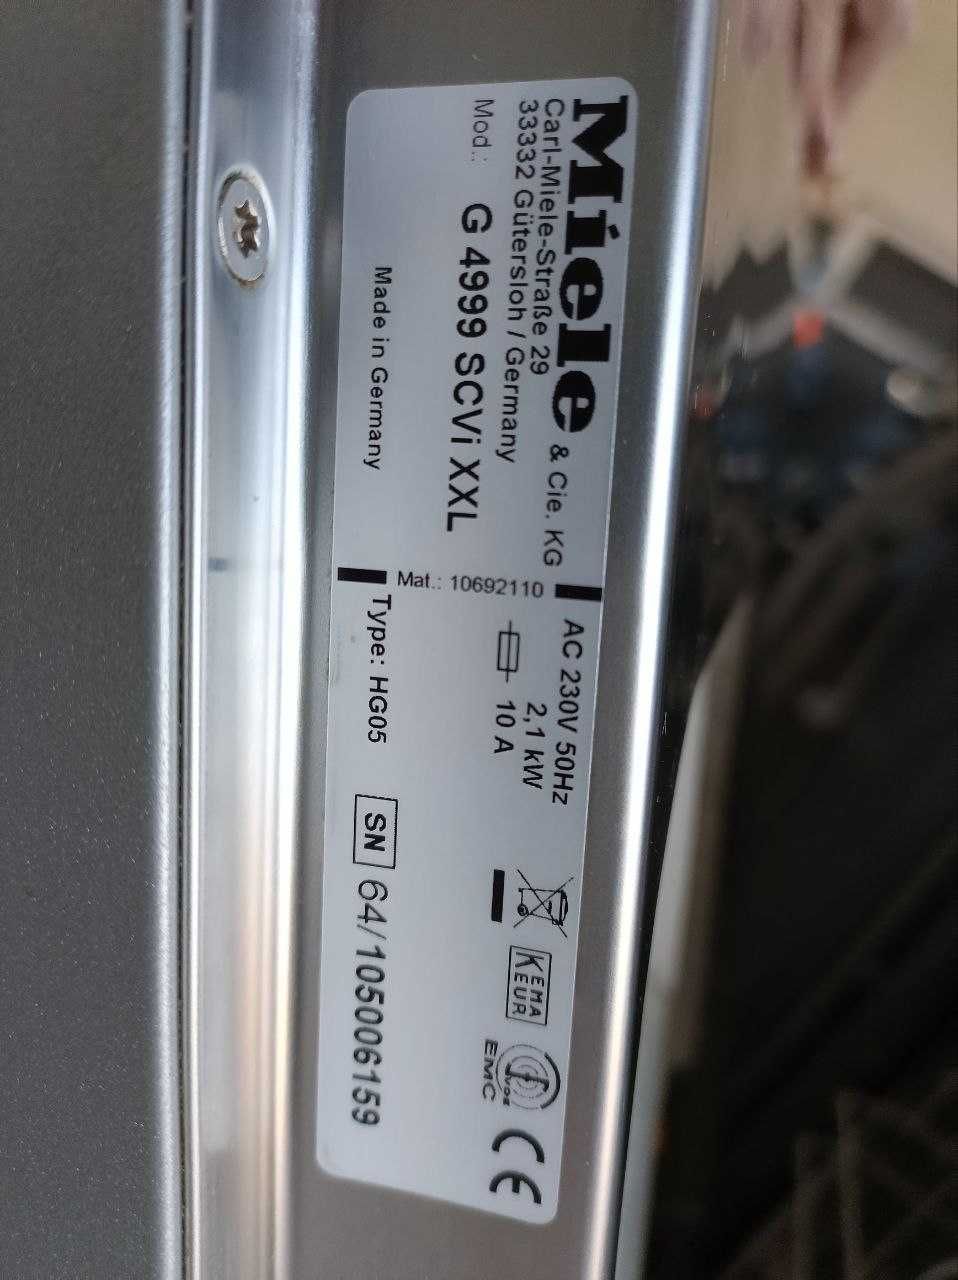 Miele & Cie. KG
Carl-Miele-Straße 29
33332 Gütersloh / Germany
Mod.: G 4999 SCVi XXL
Made in Germany
Mat.: 10692110
AC 230V 50Hz
2,1 kW
10 A
Type: HG05
SN 64/105006159
KEMA
KEUR
VDE
EMC
CE